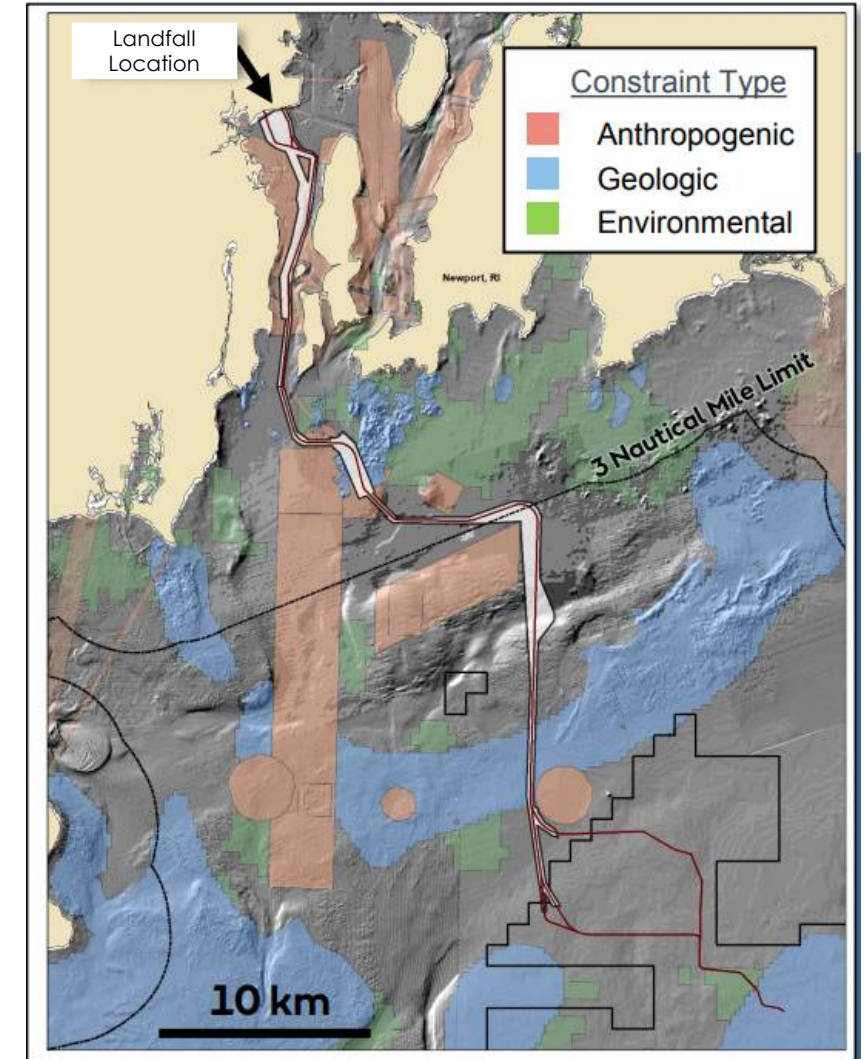 Landfall
Location
Constraint Type
Anthropogenic
Geologic
Environmental
Newport, RI
3 Nautical Mile Limit
10 km